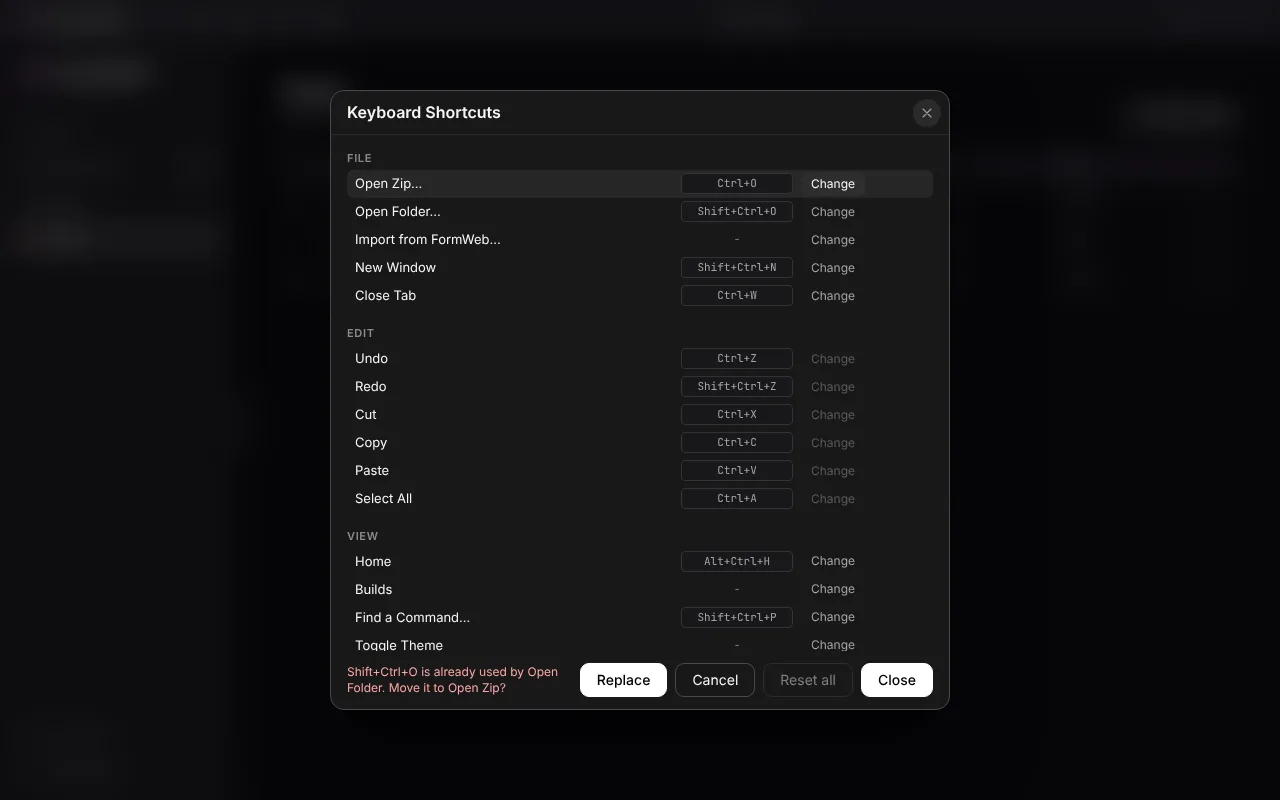 Keyboard Shortcuts
FILE
Open Zip... Ctrl+O Change
Open Folder... Shift+Ctrl+O Change
Import from FormWeb... - Change
New Window Shift+Ctrl+N Change
Close Tab Ctrl+W Change
EDIT
Undo Ctrl+Z Change
Redo Shift+Ctrl+Z Change
Cut Ctrl+X Change
Copy Ctrl+C Change
Paste Ctrl+V Change
Select All Ctrl+A Change
VIEW
Home Alt+Ctrl+H Change
Builds - Change
Find a Command... Shift+Ctrl+P Change
Toggle Theme - Change
Shift+Ctrl+O is already used by Open
Folder. Move it to Open Zip?
Replace Cancel Reset all Close